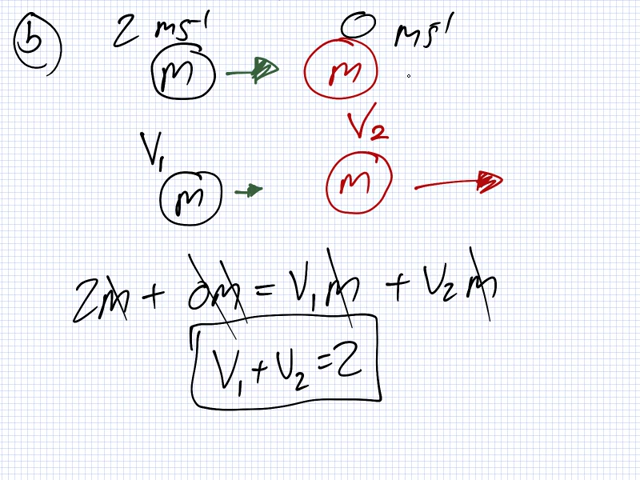 b 2 ms⁻¹ 0 ms⁻¹
m m
V₁ V₂
m m
2m + 0m = V₁m + V₂m
V₁ + V₂ = 2